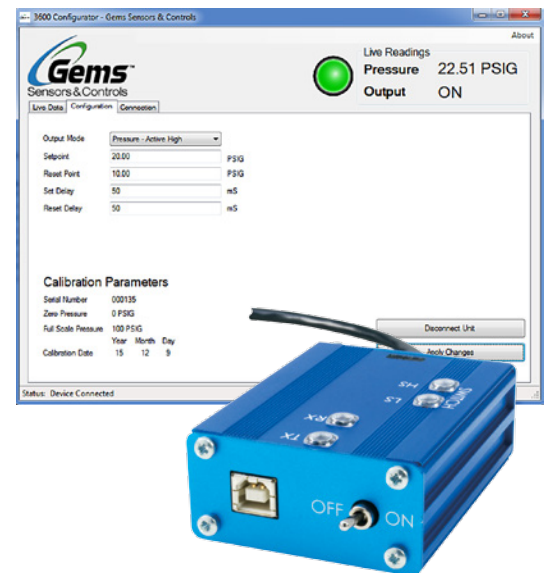 3600 Configurator - Gems Sensors & Controls
About
Gems™
Sensors & Controls
Live Readings
Pressure 22.51 PSIG
Output ON
Live Data Configuration Connection
Output Mode Pressure - Active High
Setpoint 20.00 PSIG
Reset Point 10.00 PSIG
Set Delay 50 mS
Reset Delay 50 mS
Calibration Parameters
Serial Number 000135
Zero Pressure 0 PSIG
Full Scale Pressure 100 PSIG
Year Month Day
Calibration Date 15 12 9
Disconnect Unit
Apply Changes
Status: Device Connected
HS
LS
SWITCH
RX
TX
OFF ON